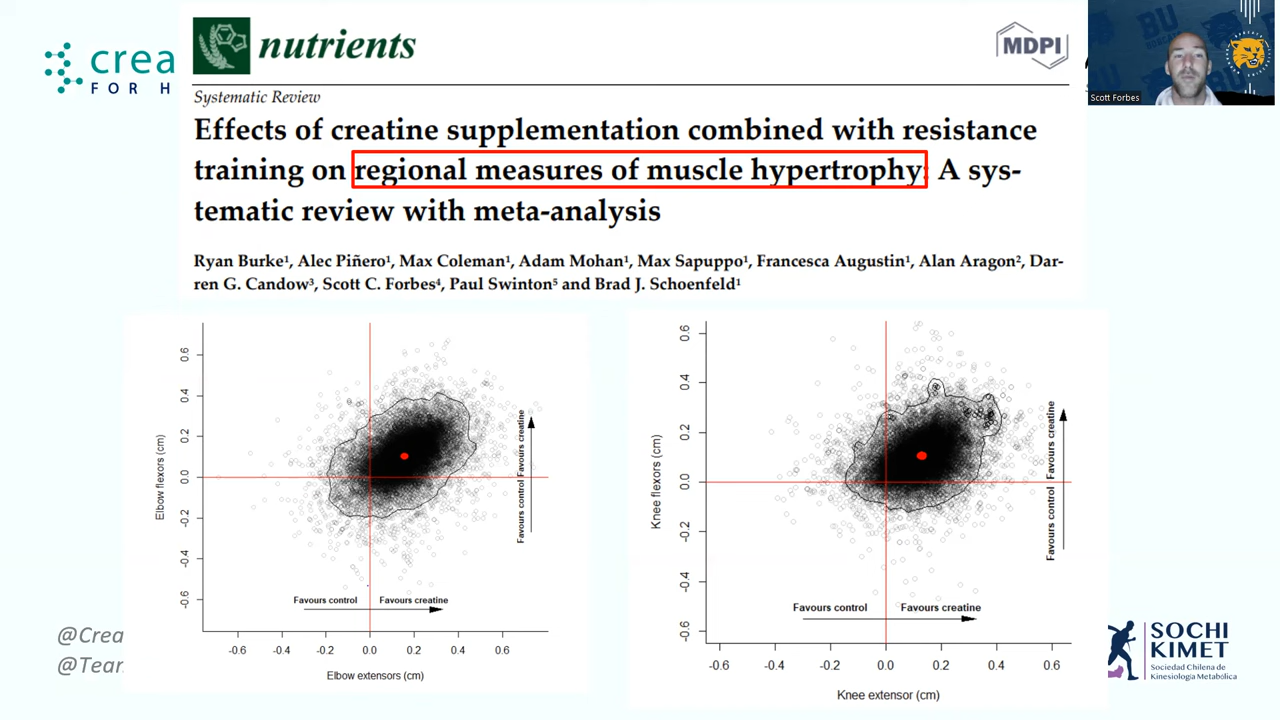 crea
FOR H
nutrients
MDPI
Scott Forbes
Systematic Review
Effects of creatine supplementation combined with resistance
training on regional measures of muscle hypertrophy: A sys-
tematic review with meta-analysis
Ryan Burke¹, Alec Piñero¹, Max Coleman¹, Adam Mohan¹, Max Sapuppo¹, Francesca Augustin¹, Alan Aragon², Dar-
ren G. Candow³, Scott C. Forbes⁴, Paul Swinton⁵ and Brad J. Schoenfeld¹
Elbow flexors (cm)
0.6
0.4
0.2
0.0
-0.2
-0.4
-0.6
Favours control Favours creatine
Favours control Favours creatine
-0.6 -0.4 -0.2 0.0 0.2 0.4 0.6
Elbow extensors (cm)
Knee flexors (cm)
0.6
0.4
0.2
0.0
-0.2
-0.4
-0.6
Favours control Favours creatine
Favours control Favours creatine
-0.6 -0.4 -0.2 0.0 0.2 0.4 0.6
Knee extensor (cm)
@Crea
@Tea
SOCHI
KIMET
Sociedad Chilena de
Kinesiología Metabólica